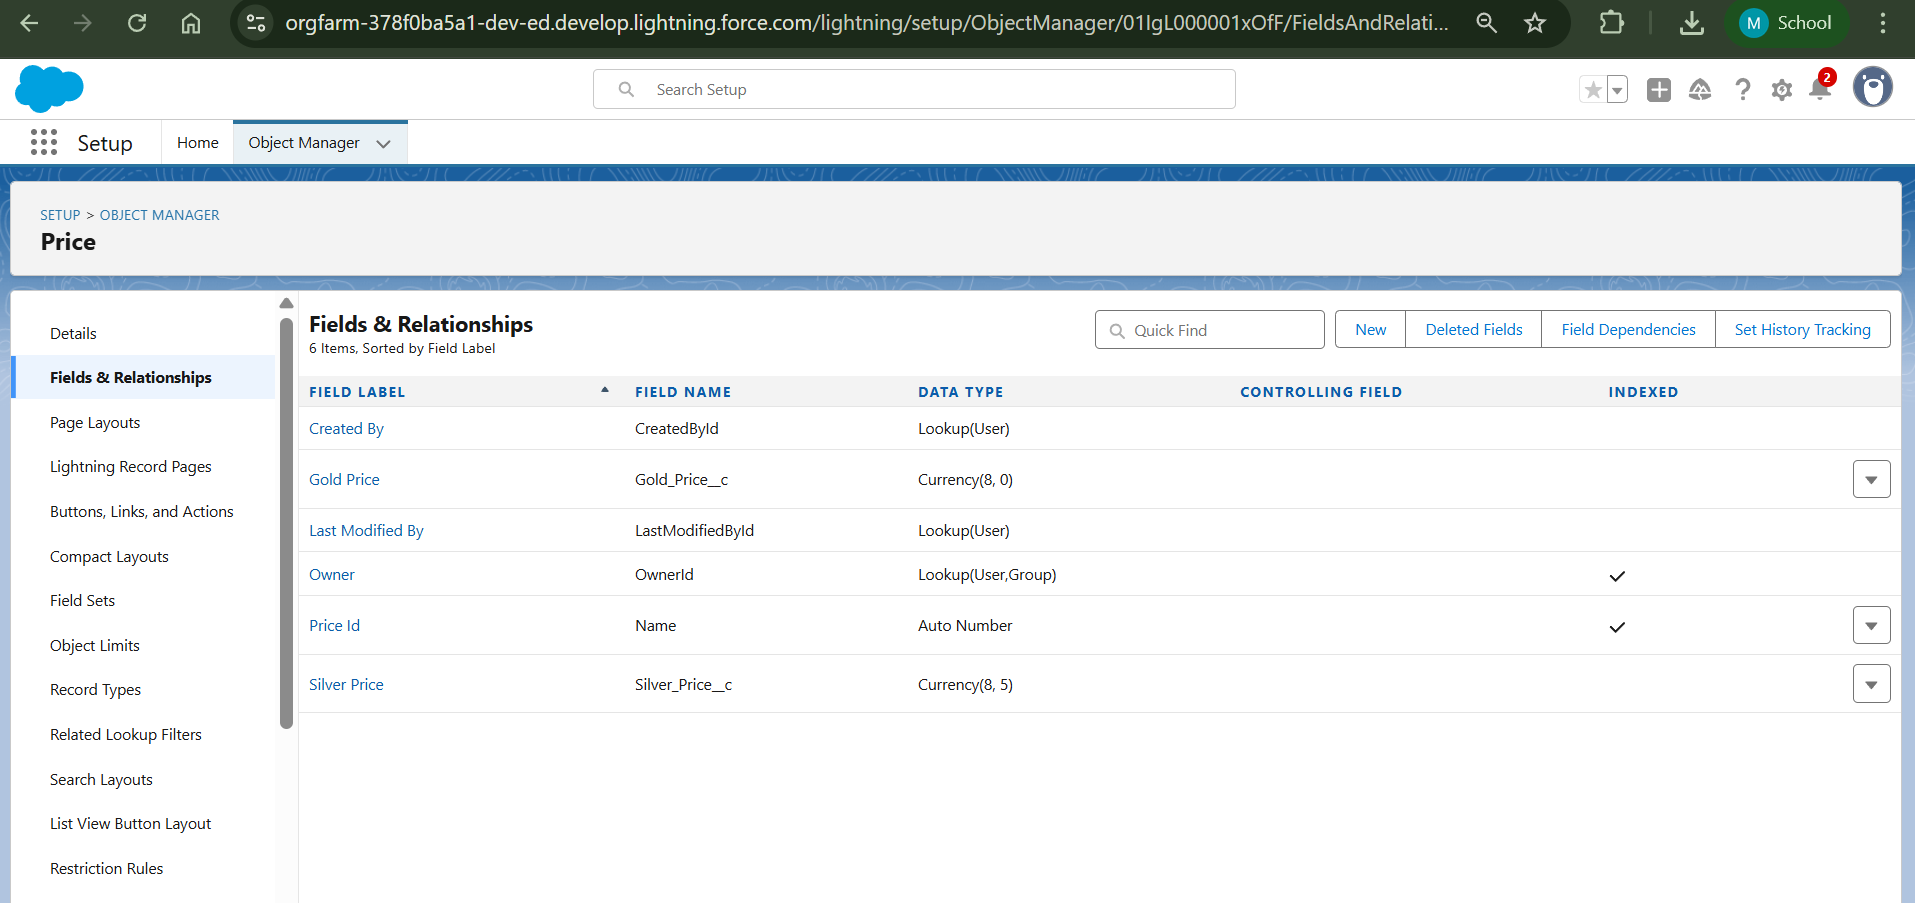 orgfarm-378f0ba5a1-dev-ed.develop.lightning.force.com/lightning/setup/ObjectManager/01IgL000001xOfF/FieldsAndRelati...
M School
Search Setup
2
Setup Home Object Manager
SETUP > OBJECT MANAGER
Price
Details
Fields & Relationships
Page Layouts
Lightning Record Pages
Buttons, Links, and Actions
Compact Layouts
Field Sets
Object Limits
Record Types
Related Lookup Filters
Search Layouts
List View Button Layout
Restriction Rules
Fields & Relationships
6 Items, Sorted by Field Label
Quick Find New Deleted Fields Field Dependencies Set History Tracking
FIELD LABEL FIELD NAME DATA TYPE CONTROLLING FIELD INDEXED
Created By CreatedById Lookup(User)
Gold Price Gold_Price__c Currency(8, 0)
Last Modified By LastModifiedById Lookup(User)
Owner OwnerId Lookup(User,Group)
Price Id Name Auto Number
Silver Price Silver_Price__c Currency(8, 5)